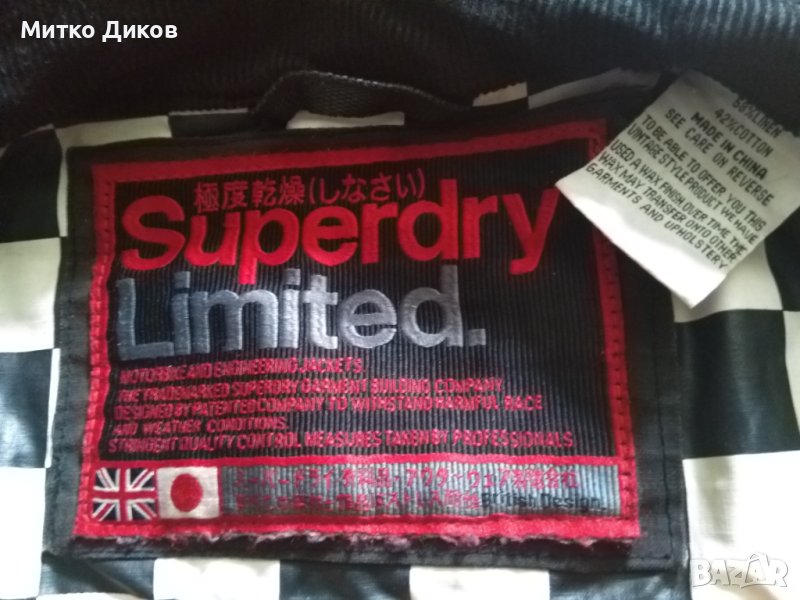 Митко Диков
極度乾燥(しなさい)
Superdry
Limited.
MOTORBIKE AND ENGINEERING JACKETS.
THE TRADEMARKED SUPERDRY GARMENT BUILDING COMPANY
DESIGNED BY PATENTED COMPANY TO WITHSTAND HARMFUL RACE
AND WEATHER CONDITIONS.
STRINGENT QUALITY CONTROL MEASURES TAKEN BY PROFESSIONALS.
British Design.
58%LINEN
42%COTTON
MADE IN CHINA
SEE CARE ON REVERSE
TO BE ABLE TO OFFER YOU THIS
VINTAGE STYLE PRODUCT WE HAVE
USED A WAX FINISH OVER TIME THE
WAX MAY TRANSFER ONTO OTHER
GARMENTS AND UPHOLSTERY
BAZAR